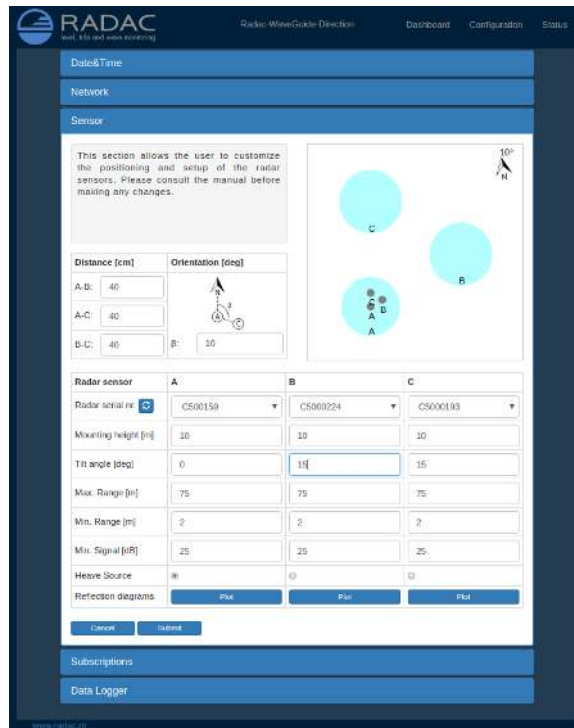 RADAC
level, tide and wave monitoring
Radac-WaveGuide-Direction
Dashboard
Configuration
Status
Date&Time
Network
Sensor
This section allows the user to customize
the positioning and setup of the radar
sensors. Please consult the manual before
making any changes.
Distance [cm] Orientation [deg]
A-B: 40
A-C: 40
B-C: 40
N
A
C
β: 10
10°
N
C
B
C
B
A
A
Radar sensor A B C
Radar serial nr. C500159 C5000224 C5000193
Mounting height [m] 10 10 10
Tilt angle [deg] 0 15 15
Max. Range [m] 75 75 75
Min. Range [m] 2 2 2
Min. Signal [dB] 25 25 25
Heave Source
Reflection diagrams Plot Plot Plot
Cancel Submit
Subscriptions
Data Logger
www.radac.nl